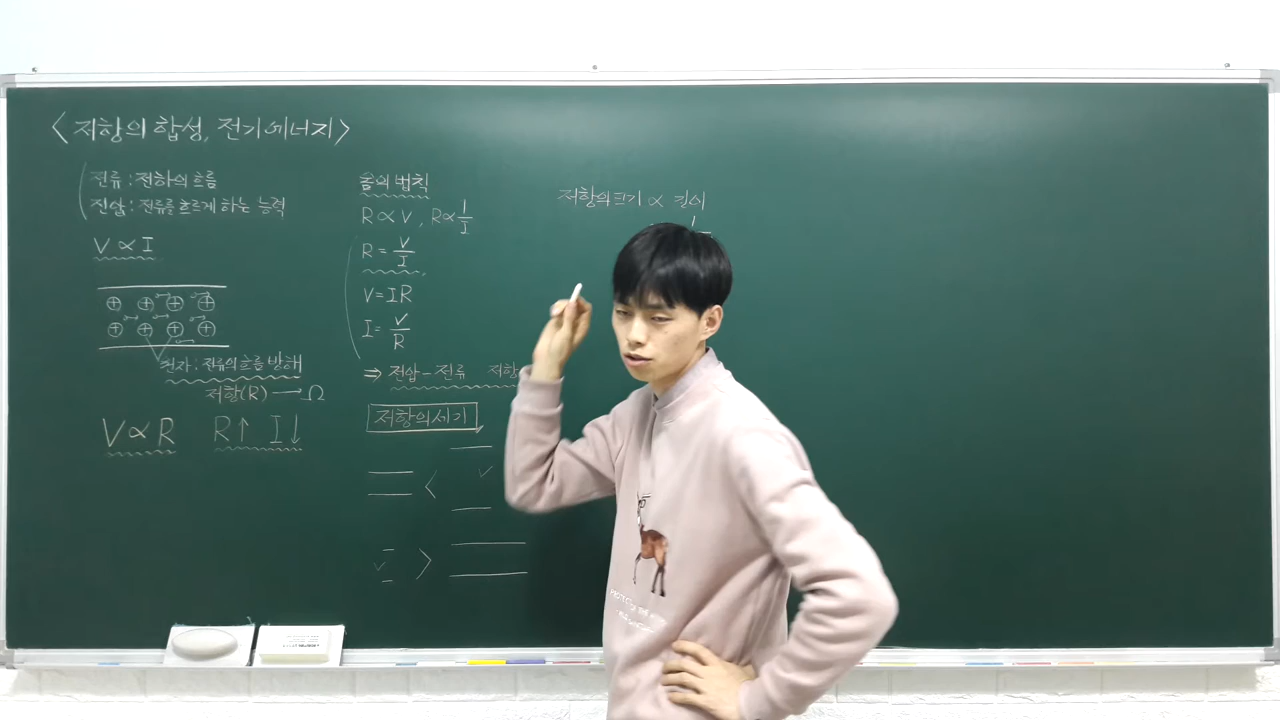 <저항의 합성, 전기에너지>
전류 : 전하의 흐름
전압 : 전류를 흐르게 하는 능력
V ∝ I
원자 : 전류의 흐름 방해
저항(R) → Ω
V ∝ R R↑ I↓
옴의 법칙
R ∝ V, R ∝ 1/I
R = V/I,
V = IR
I = V/R
⇒ 전압 - 전류 저항
저항의 세기
<
>
저항의 크기 ∝ 길이